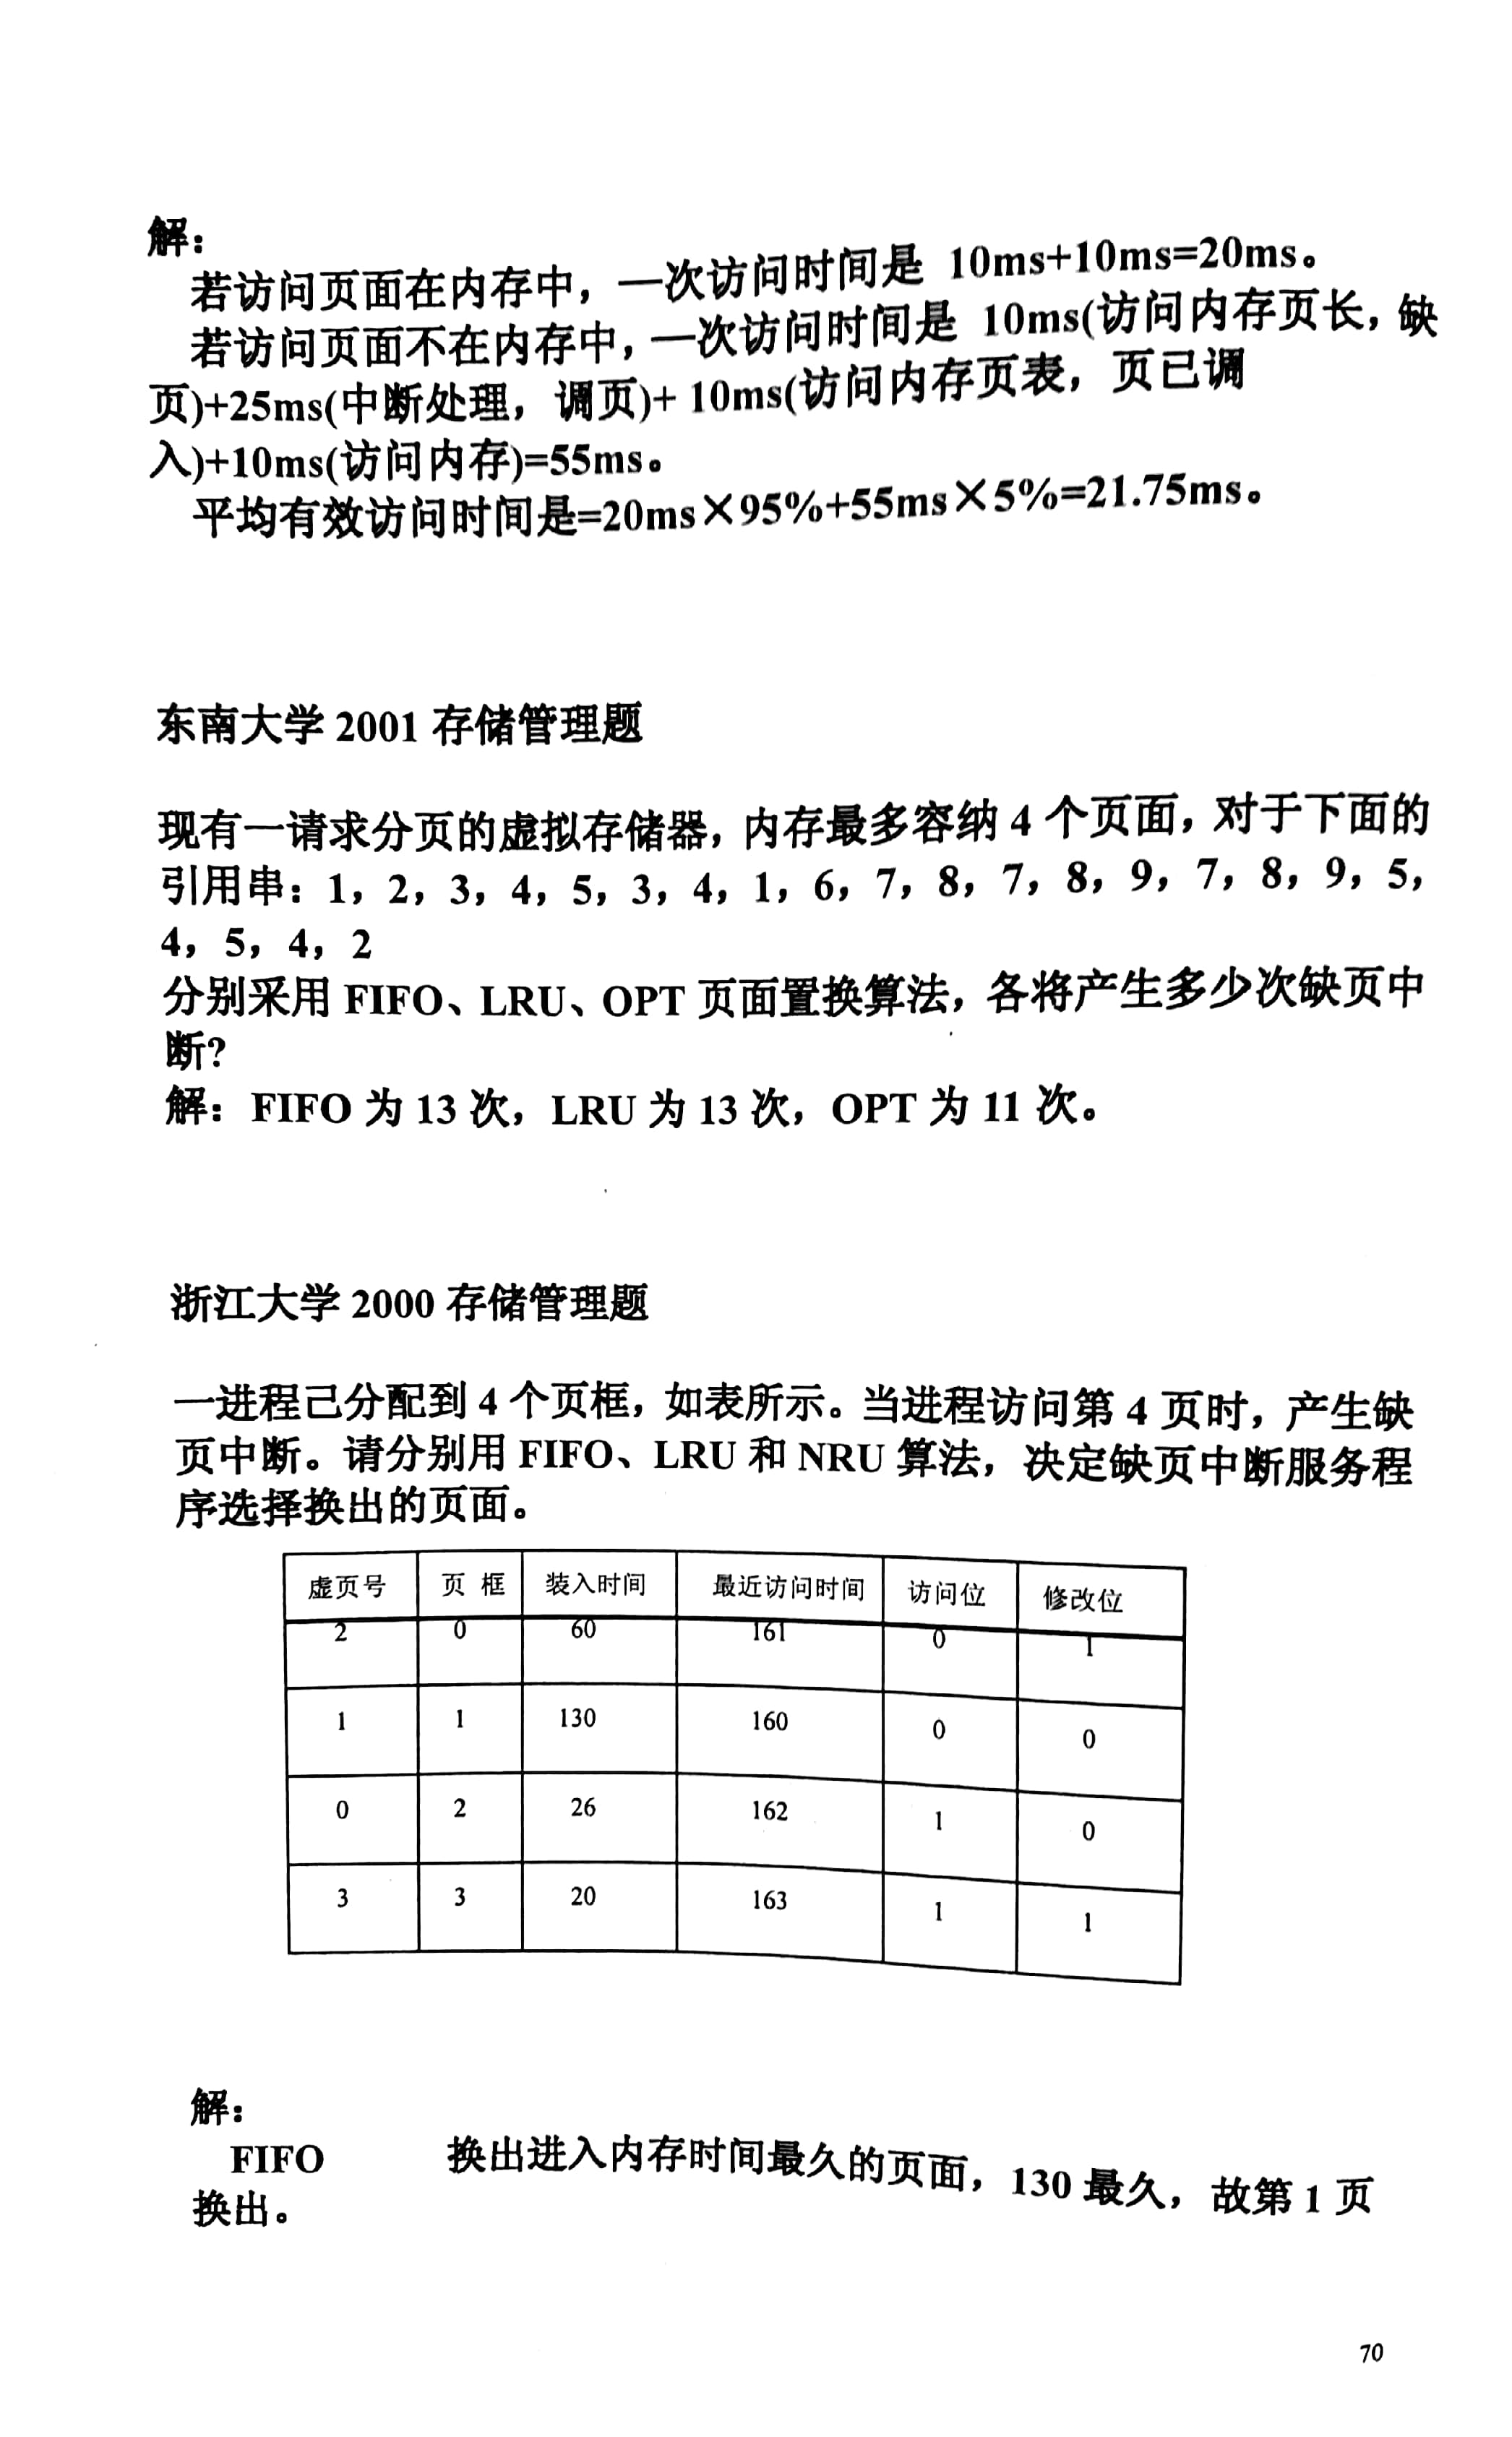 解：
若访问页面在内存中，一次访问时间是 10ms+10ms=20ms。
若访问页面不在内存中，一次访问时间是 10ms(访问内存页长，缺
页)+25ms(中断处理，调页)+ 10ms(访问内存页表，页已调
入)+10ms(访问内存)=55ms。
平均有效访问时间是=20ms×95%+55ms×5%=21.75ms。
东南大学 2001 存储管理题
现有一请求分页的虚拟存储器，内存最多容纳 4 个页面，对于下面的
引用串：1，2，3，4，5，3，4，1，6，7，8，7，8，9，7，8，9，5，
4，5，4，2
分别采用 FIFO、LRU、OPT 页面置换算法，各将产生多少次缺页中
断？
解：FIFO 为 13 次，LRU 为 13 次，OPT 为 11 次。
浙江大学 2000 存储管理题
一进程己分配到 4 个页框，如表所示。当进程访问第 4 页时，产生缺
页中断。请分别用 FIFO、LRU 和 NRU 算法，决定缺页中断服务程
序选择换出的页面。
虚页号 页 框 装入时间 最近访问时间 访问位 修改位
2 0 60 161 0 1
1 1 130 160 0 0
0 2 26 162 1 0
3 3 20 163 1 1
解：
FIFO 换出进入内存时间最久的页面，130 最久，故第 1 页
换出。
70